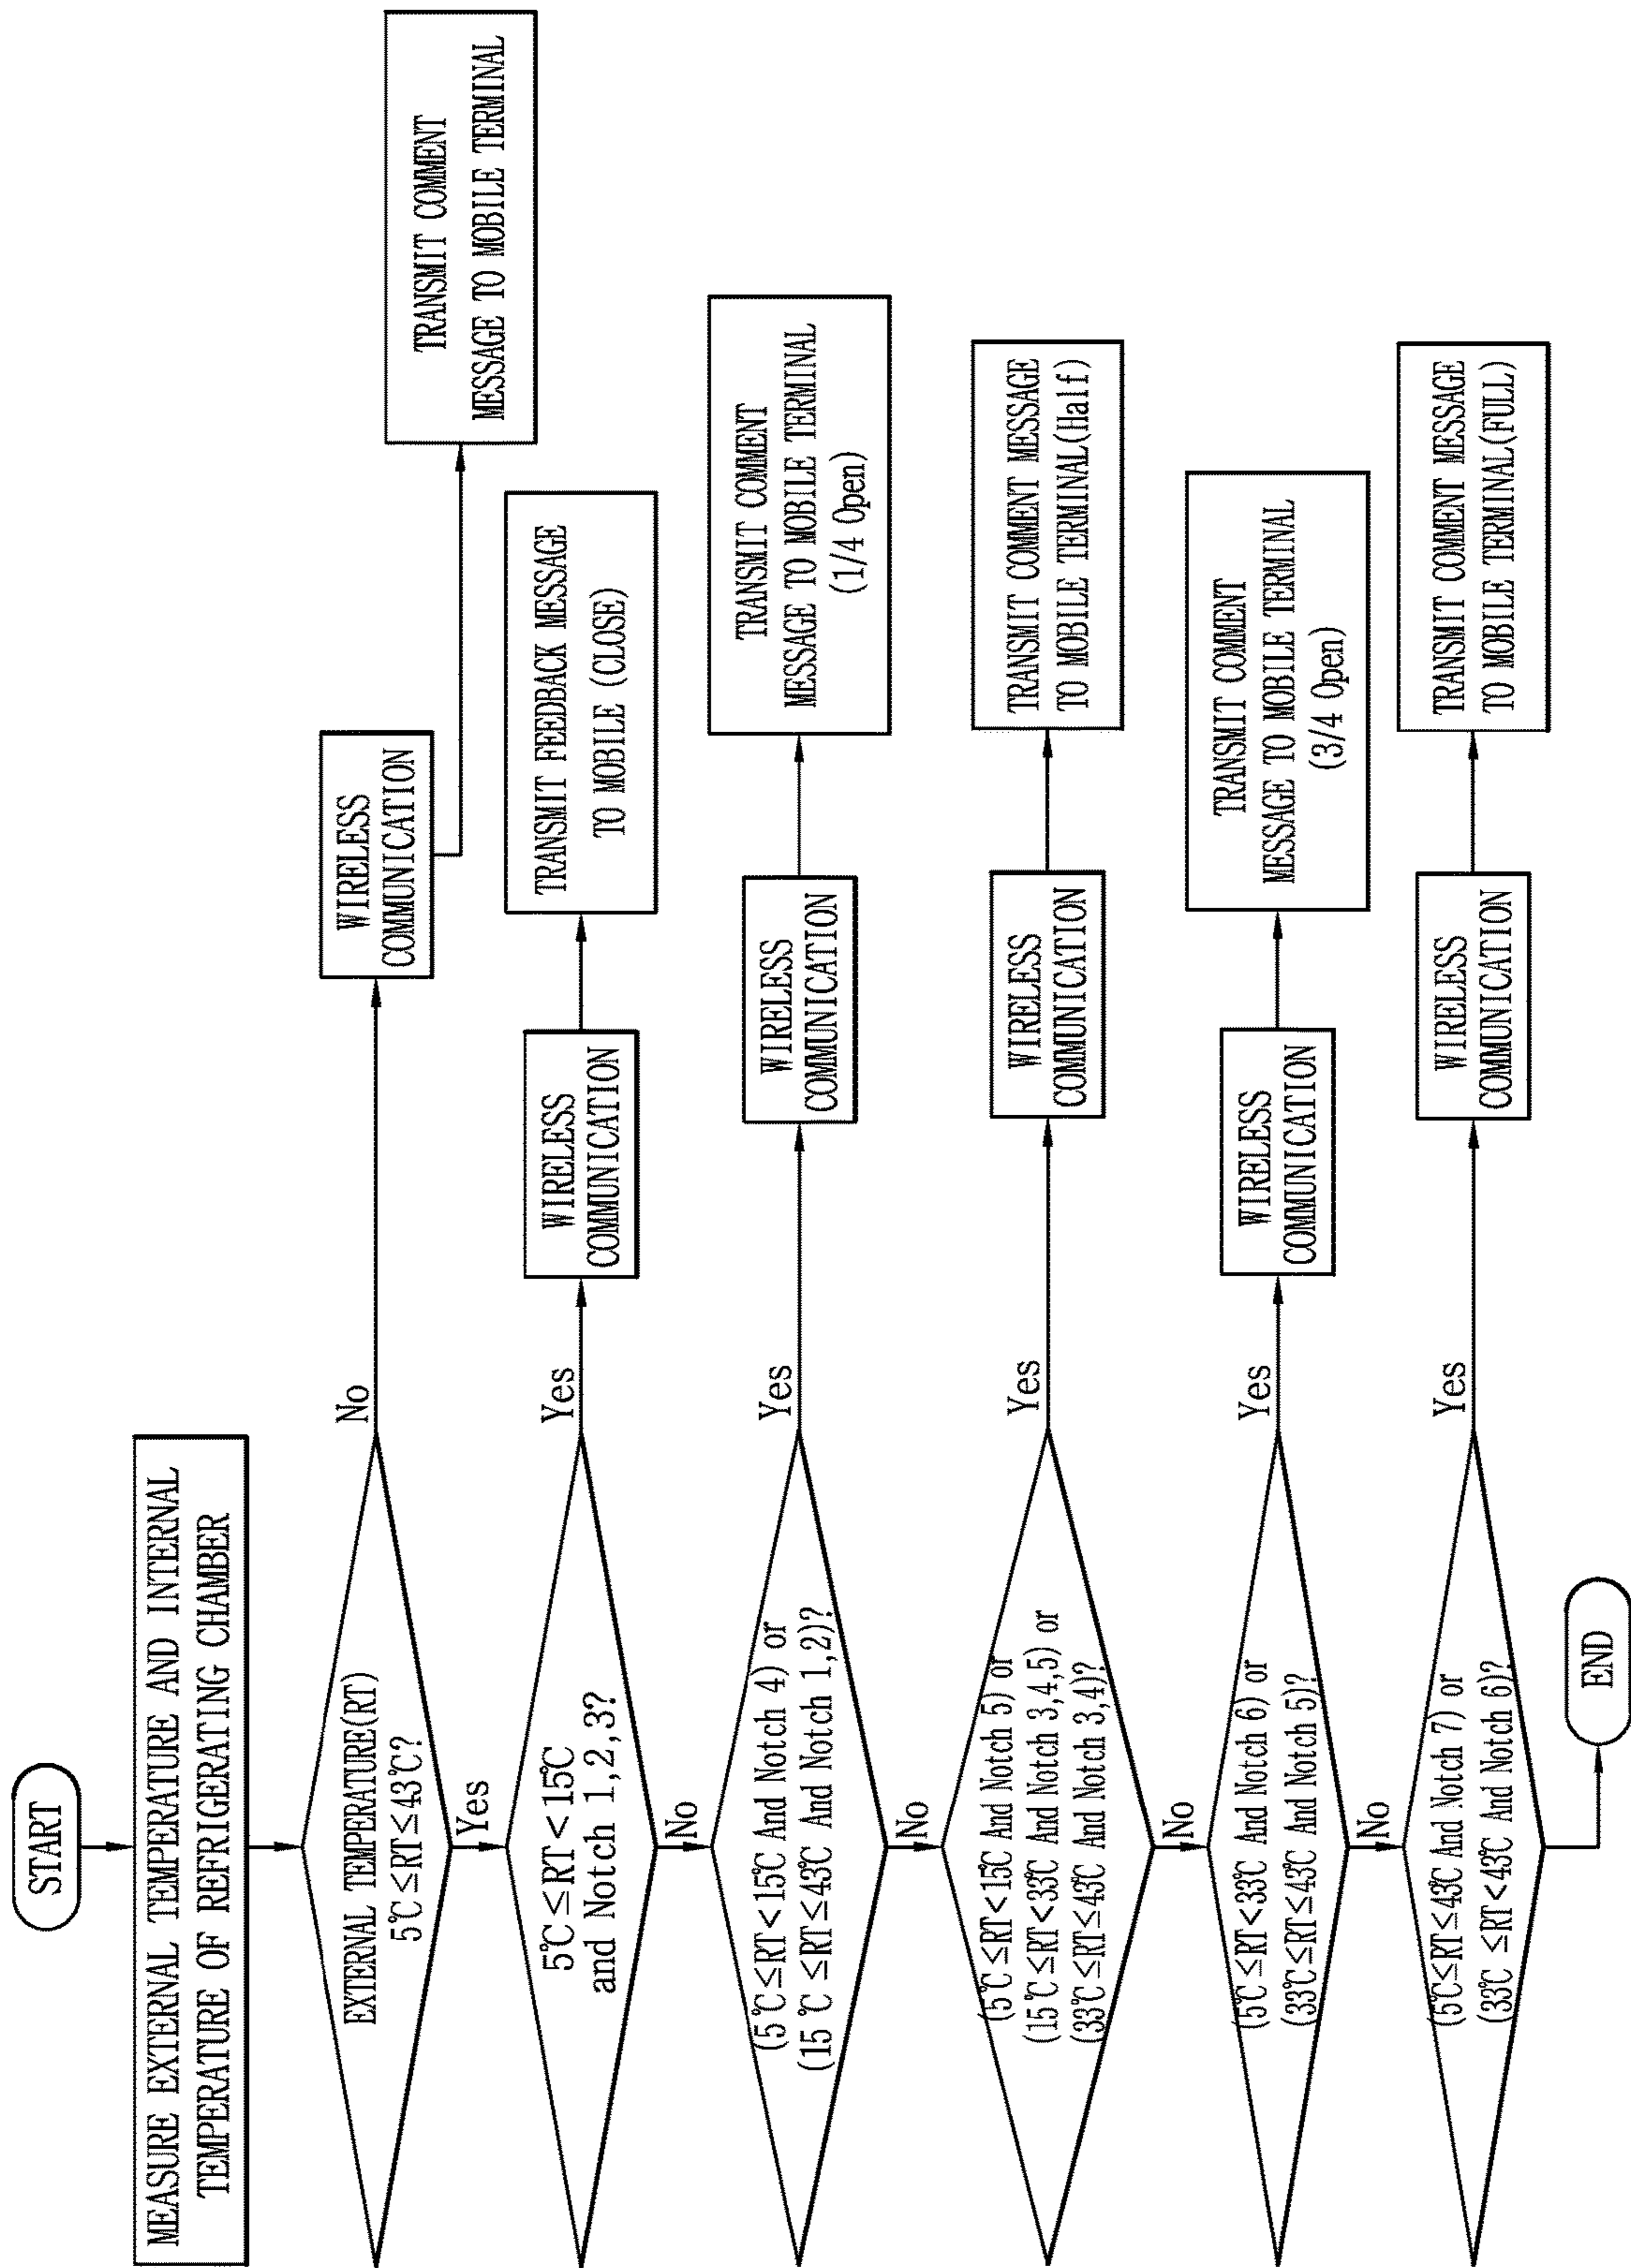 START
MEASURE EXTERNAL TEMPERATURE AND INTERNAL
TEMPERATURE OF REFRIGERATING CHAMBER
EXTERNAL TEMPERATURE(RT)
5℃≤RT≤43℃?
No
WIRELESS
COMMUNICATION
TRANSMIT COMMENT
MESSAGE TO MOBILE TERMINAL
Yes
5℃≤RT<15℃
and Notch 1,2,3?
Yes
WIRELESS
COMMUNICATION
TRANSMIT FEEDBACK MESSAGE
TO MOBILE (CLOSE)
No
(5℃≤RT<15℃ And Notch 4) or
(15℃≤RT≤43℃ And Notch 1,2)?
Yes
WIRELESS
COMMUNICATION
TRANSMIT COMMENT
MESSAGE TO MOBILE TERMINAL
(1/4 Open)
No
(5℃≤RT<15℃ And Notch 5) or
(15℃≤RT<33℃ And Notch 3,4,5) or
(33℃≤RT≤43℃ And Notch 3,4)?
Yes
WIRELESS
COMMUNICATION
TRANSMIT COMMENT MESSAGE
TO MOBILE TERMINAL(Half)
No
(5℃≤RT<33℃ And Notch 6) or
(33℃≤RT≤43℃ And Notch 5)?
Yes
WIRELESS
COMMUNICATION
TRANSMIT COMMENT
MESSAGE TO MOBILE TERMINAL
(3/4 Open)
No
(5℃≤RT≤43℃ And Notch 7) or
(33℃≤RT<43℃ And Notch 6)?
Yes
WIRELESS
COMMUNICATION
TRANSMIT COMMENT MESSAGE
TO MOBILE TERMINAL(FULL)
END